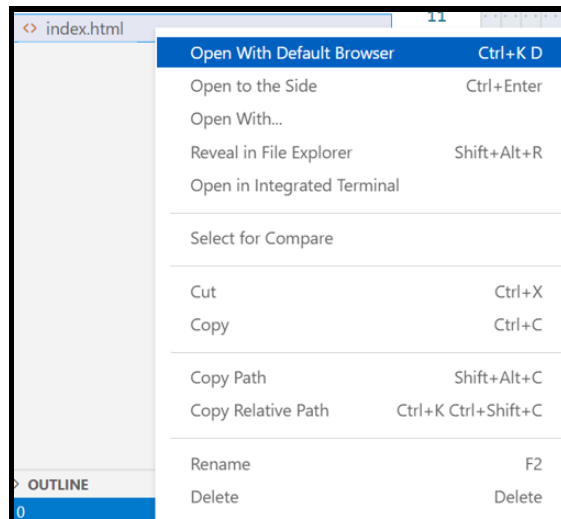 <> index.html
11
Open With Default Browser Ctrl+K D
Open to the Side Ctrl+Enter
Open With...
Reveal in File Explorer Shift+Alt+R
Open in Integrated Terminal
Select for Compare
Cut Ctrl+X
Copy Ctrl+C
Copy Path Shift+Alt+C
Copy Relative Path Ctrl+K Ctrl+Shift+C
Rename F2
Delete Delete
OUTLINE
0